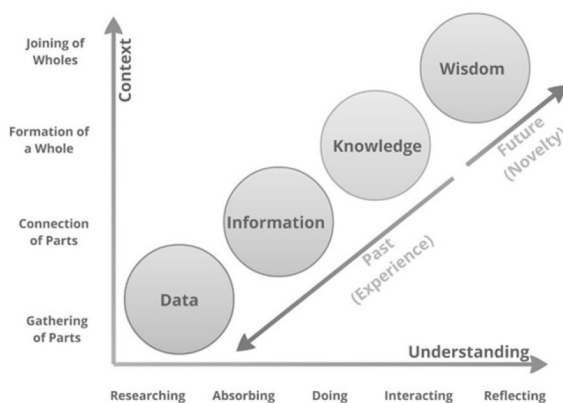 Joining of
Wholes
Context
Wisdom
Formation of
a Whole
Knowledge
Future
(Novelty)
Connection
of Parts
Information
Past
(Experience)
Data
Gathering
of Parts
Understanding
Researching
Absorbing
Doing
Interacting
Reflecting